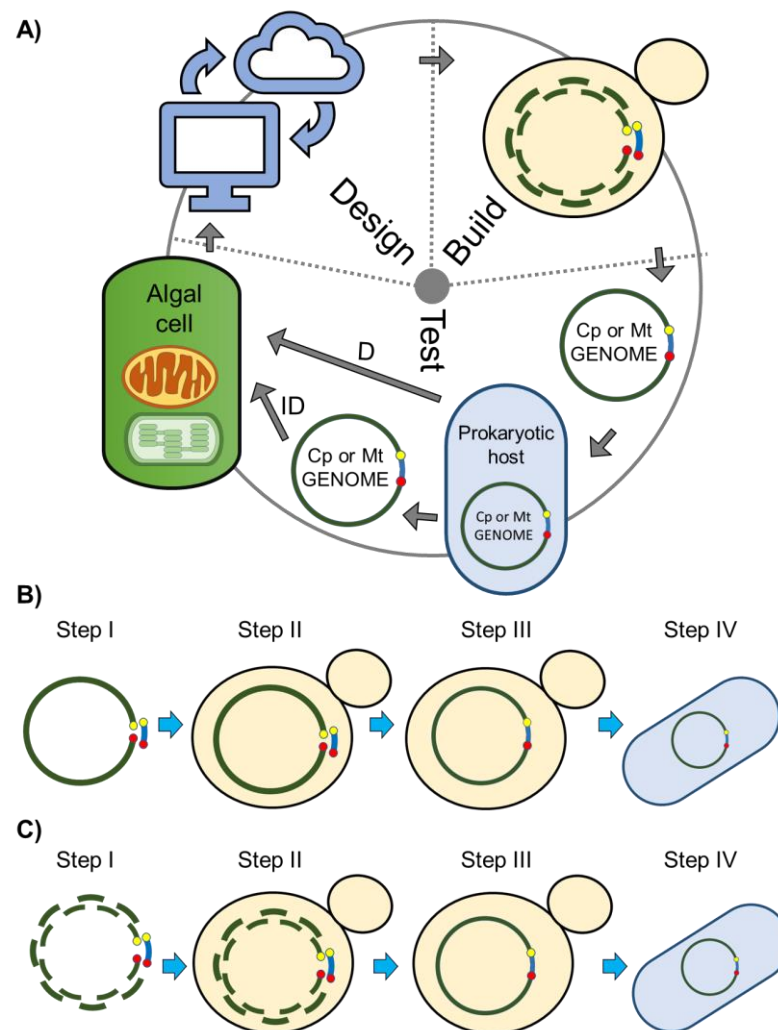 A)
Design
Build
Test
Algal
cell
D
ID
Cp or Mt
GENOME
Prokaryotic
host
Cp or Mt
GENOME
Cp or Mt
GENOME
B)
Step I
Step II
Step III
Step IV
C)
Step I
Step II
Step III
Step IV